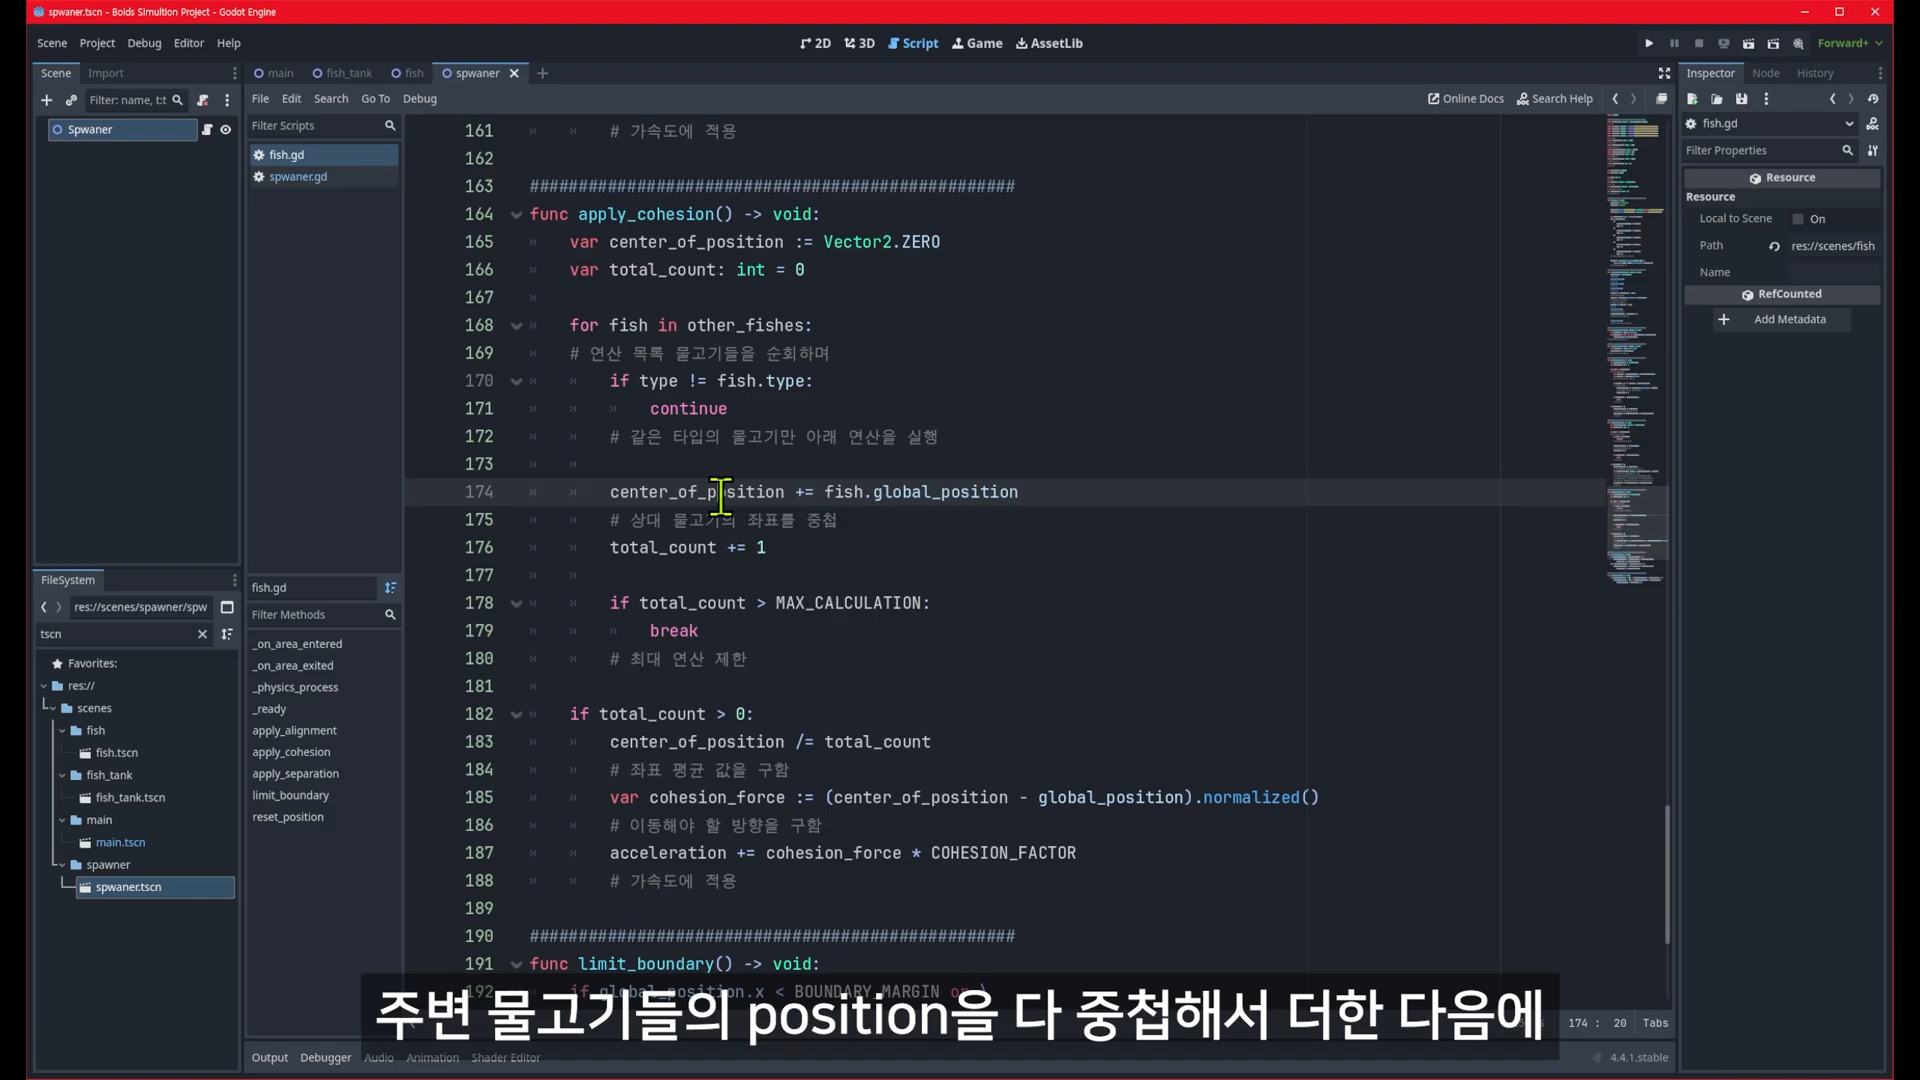 spwaner.tscn - Boids Simultion Project - Godot Engine
Scene Project Debug Editor Help
2D 3D Script Game AssetLib
Forward+
Scene Import
main fish_tank fish spwaner
Inspector Node History
Filter: name, t:t
File Edit Search Go To Debug
Online Docs Search Help
Spwaner
Filter Scripts
fish.gd
spwaner.gd
fish.gd
Filter Methods
_on_area_entered
_on_area_exited
_physics_process
_ready
apply_alignment
apply_cohesion
apply_separation
limit_boundary
reset_position
161 # 가속도에 적용
162
163 ##################################################
164 func apply_cohesion() -> void:
165 var center_of_position := Vector2.ZERO
166 var total_count: int = 0
167
168 for fish in other_fishes:
169 # 연산 목록 물고기들을 순회하며
170 if type != fish.type:
171 continue
172 # 같은 타입의 물고기만 아래 연산을 실행
173
174 center_of_position += fish.global_position
175 # 상대 물고기의 좌표를 중첩
176 total_count += 1
177
178 if total_count > MAX_CALCULATION:
179 break
180 # 최대 연산 제한
181
182 if total_count > 0:
183 center_of_position /= total_count
184 # 좌표 평균 값을 구함
185 var cohesion_force := (center_of_position - global_position).normalized()
186 # 이동해야 할 방향을 구함
187 acceleration += cohesion_force * COHESION_FACTOR
188 # 가속도에 적용
189
190 ##################################################
191 func limit_boundary() -> void:
192 if global_position.x < BOUNDARY_MARGIN or \
fish.gd
Filter Properties
Resource
Resource
Local to Scene On
Path res://scenes/fish
Name
RefCounted
Add Metadata
FileSystem
res://scenes/spawner/spw
tscn
Favorites:
res://
scenes
fish
fish.tscn
fish_tank
fish_tank.tscn
main
main.tscn
spawner
spwaner.tscn
주변 물고기들의 position을 다 중첩해서 더한 다음에
174 : 20 Tabs
Output Debugger Audio Animation Shader Editor
4.4.1.stable